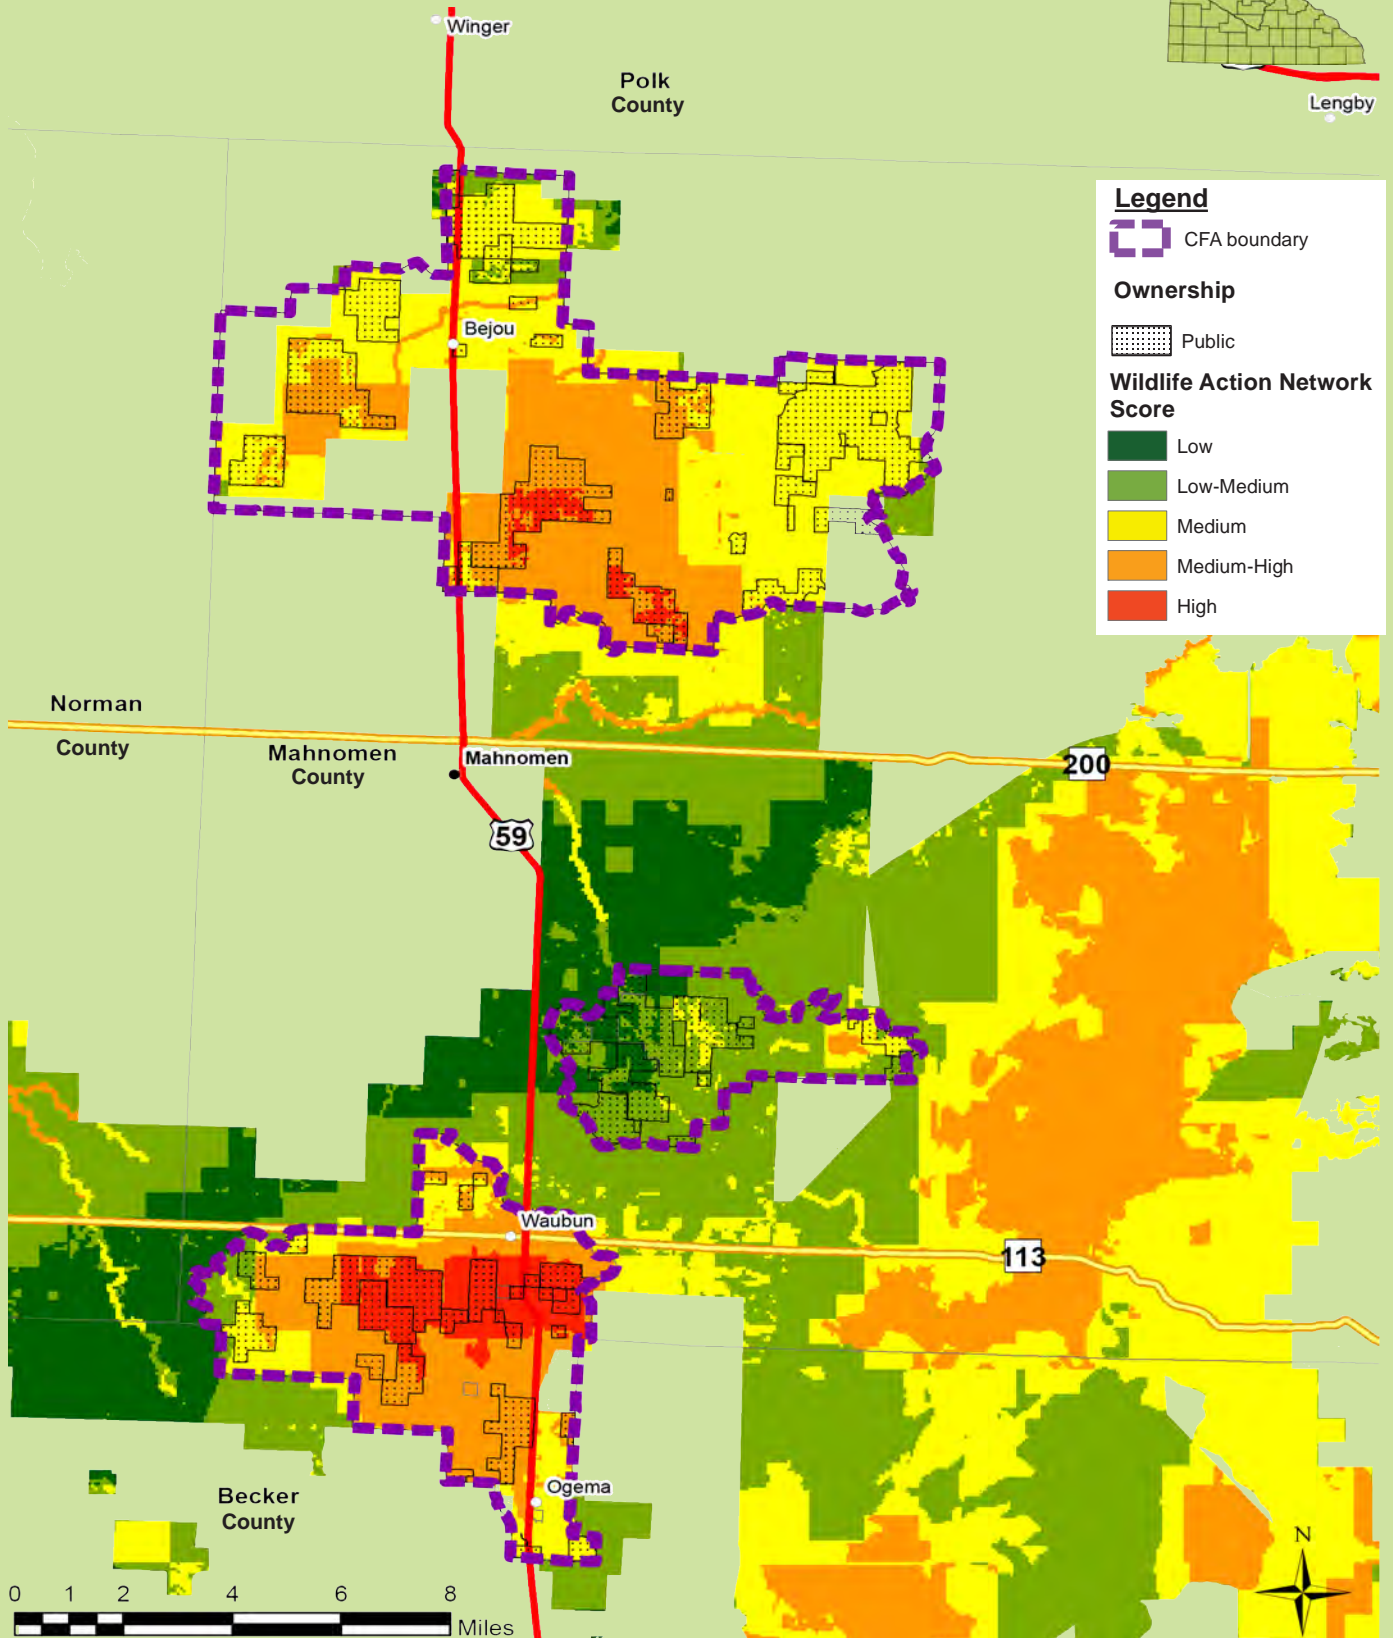 Winger
Polk
County
Lengby
Legend
CFA boundary
Ownership
Public
Wildlife Action Network
Score
Low
Low-Medium
Medium
Medium-High
High
Bejou
Norman
County
Mahnomen
County
Mahnomen
200
59
Waubun
113
Becker
County
Ogema
N
0 1 2 4 6 8
Miles